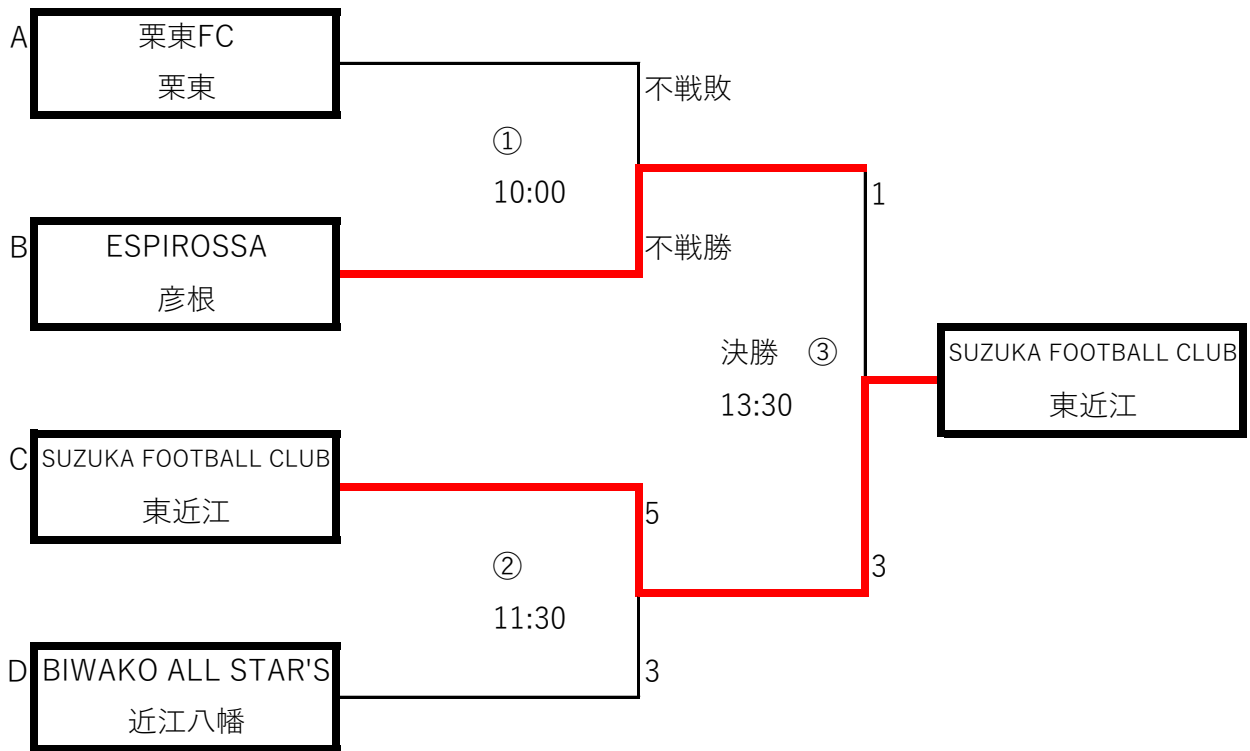 A
栗東FC
栗東
不戦敗
①
10:00
1
B
ESPIROSSA
彦根
不戦勝
決勝 ③
13:30
SUZUKA FOOTBALL CLUB
東近江
C
SUZUKA FOOTBALL CLUB
東近江
5
②
11:30
3
D
BIWAKO ALL STAR'S
近江八幡
3